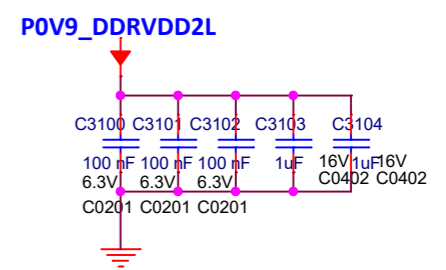 P0V9_DDRVDD2L
C3100 C3101 C3102 C3103 C3104
100 nF 100 nF 100 nF 1uF 1uF
6.3V 6.3V 6.3V 16V 16V
C0201 C0201 C0201 C0402 C0402